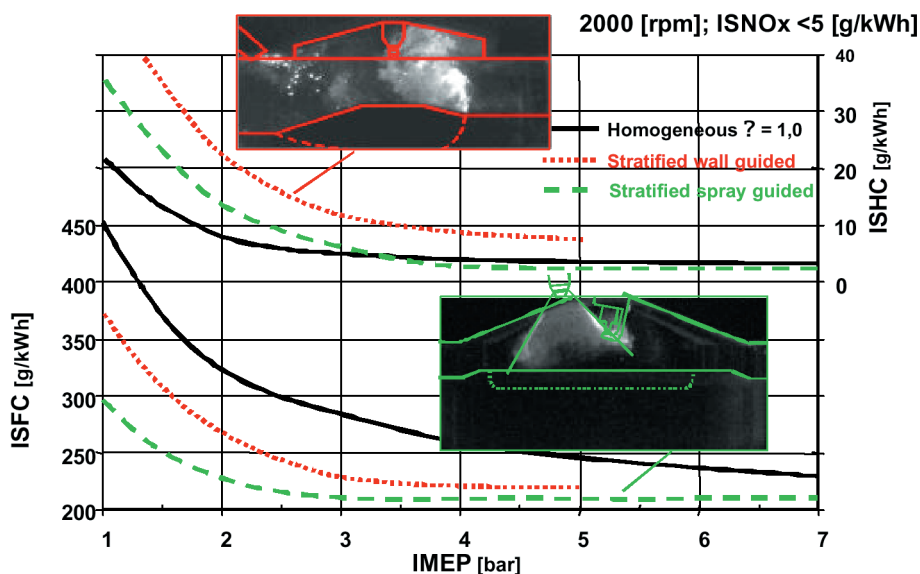 2000 [rpm]; ISNOx <5 [g/kWh]
40
30
20
10
0
ISHC [g/kWh]
Homogeneous ? = 1,0
Stratified wall guided
Stratified spray guided
450
400
350
300
250
200
ISFC [g/kWh]
1 2 3 4 5 6 7
IMEP [bar]